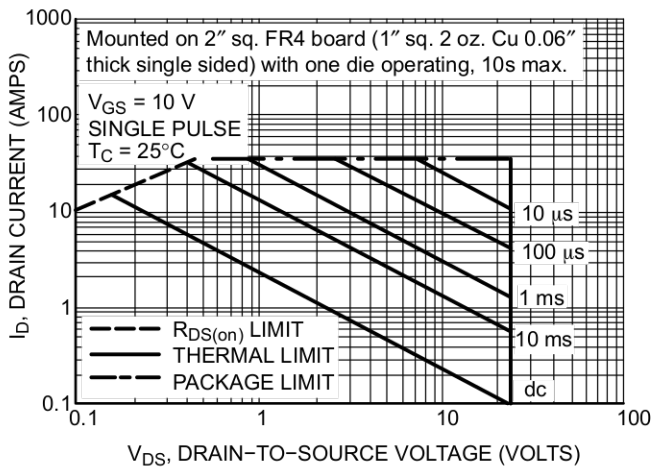 1000
100
10
1
0.1
I_D, DRAIN CURRENT (AMPS)
Mounted on 2″ sq. FR4 board (1″ sq. 2 oz. Cu 0.06″
thick single sided) with one die operating, 10s max.
V_GS = 10 V
SINGLE PULSE
T_C = 25°C
10 μs
100 μs
1 ms
10 ms
dc
R_DS(on) LIMIT
THERMAL LIMIT
PACKAGE LIMIT
0.1 1 10 100
V_DS, DRAIN−TO−SOURCE VOLTAGE (VOLTS)